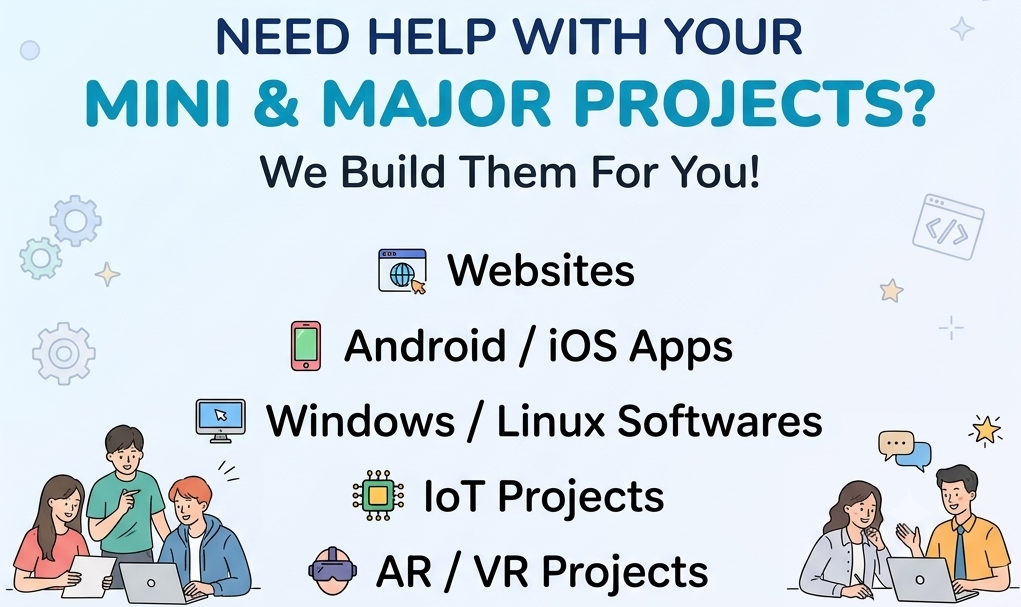 NEED HELP WITH YOUR
MINI & MAJOR PROJECTS?
We Build Them For You!
Websites
Android / iOS Apps
Windows / Linux Softwares
IoT Projects
AR / VR Projects